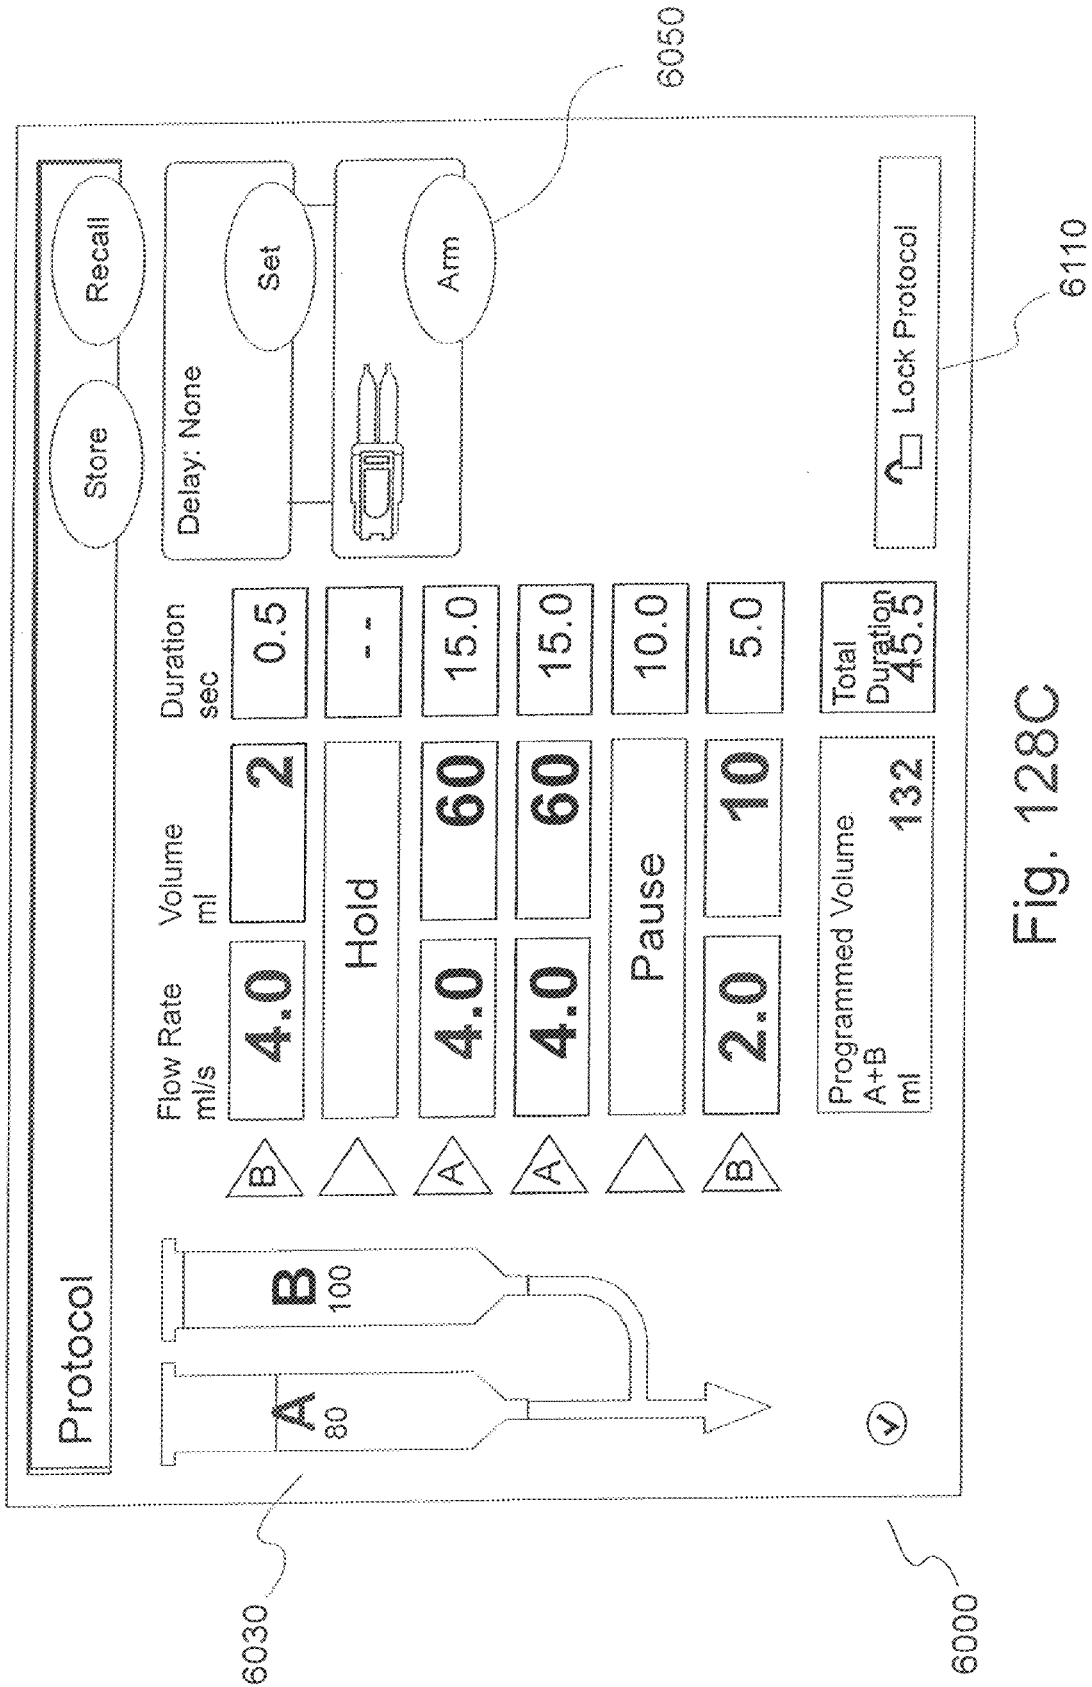 Protocol
Store
Recall
Flow Rate
ml/s
Volume
ml
Duration
sec
B
4.0
2
0.5
Hold
- -
A
4.0
60
15.0
A
4.0
60
15.0
Pause
10.0
B
2.0
10
5.0
Programmed Volume
A+B
ml
132
Total
Duration
45.5
Delay: None
Set
Arm
Lock Protocol
A
80
B
100
6030
6000
6050
6110
Fig. 128C